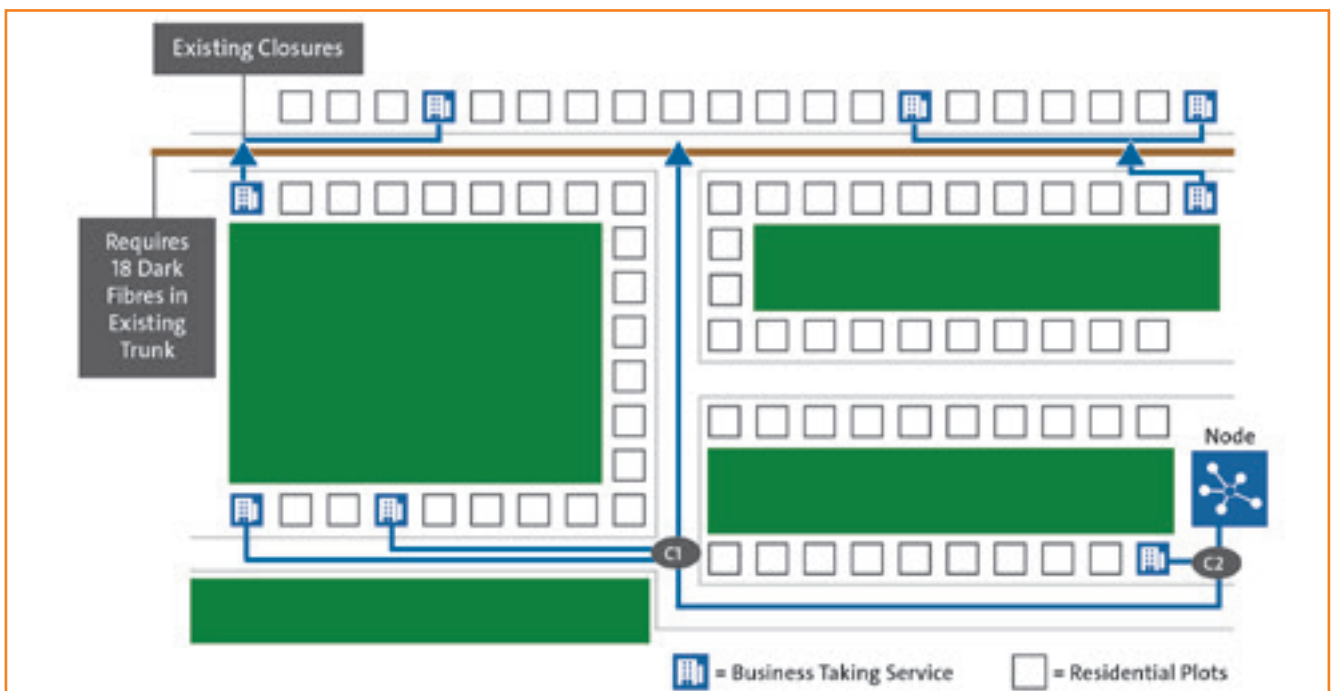 Existing Closures
Requires
18 Dark
Fibres in
Existing
Trunk
Node
C1
C2
= Business Taking Service
= Residential Plots